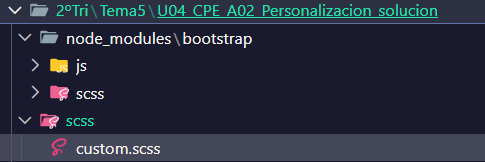 2ºTri\Tema5\U04_CPE_A02_Personalizacion_solucion
node_modules\bootstrap
js
scss
scss
custom.scss